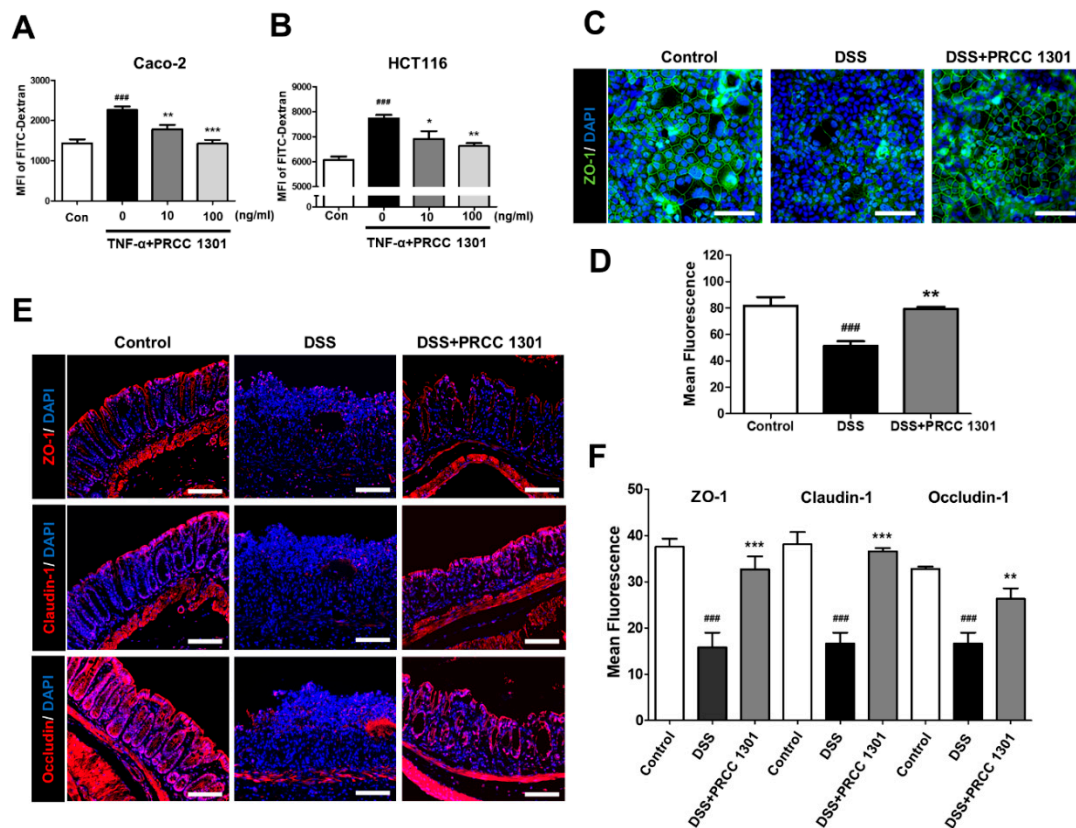 A
Caco-2
MFI of FITC-Dextran
3000
2000
1000
0
###
**
***
Con
0
10
100
(ng/ml)
TNF-α+PRCC 1301
B
HCT116
MFI of FITC-Dextran
9000
8000
7000
6000
5000
0
###
*
**
Con
0
10
100
(ng/ml)
TNF-α+PRCC 1301
C
Control
DSS
DSS+PRCC 1301
ZO-1/ DAPI
D
Mean Fluorescence
120
100
80
60
40
20
0
###
**
Control
DSS
DSS+PRCC 1301
E
Control
DSS
DSS+PRCC 1301
ZO-1/ DAPI
Claudin-1/ DAPI
Occludin/ DAPI
F
Mean Fluorescence
50
40
30
20
10
0
ZO-1
Claudin-1
Occludin-1
###
***
###
***
###
**
Control
DSS
DSS+PRCC 1301
Control
DSS
DSS+PRCC 1301
Control
DSS
DSS+PRCC 1301